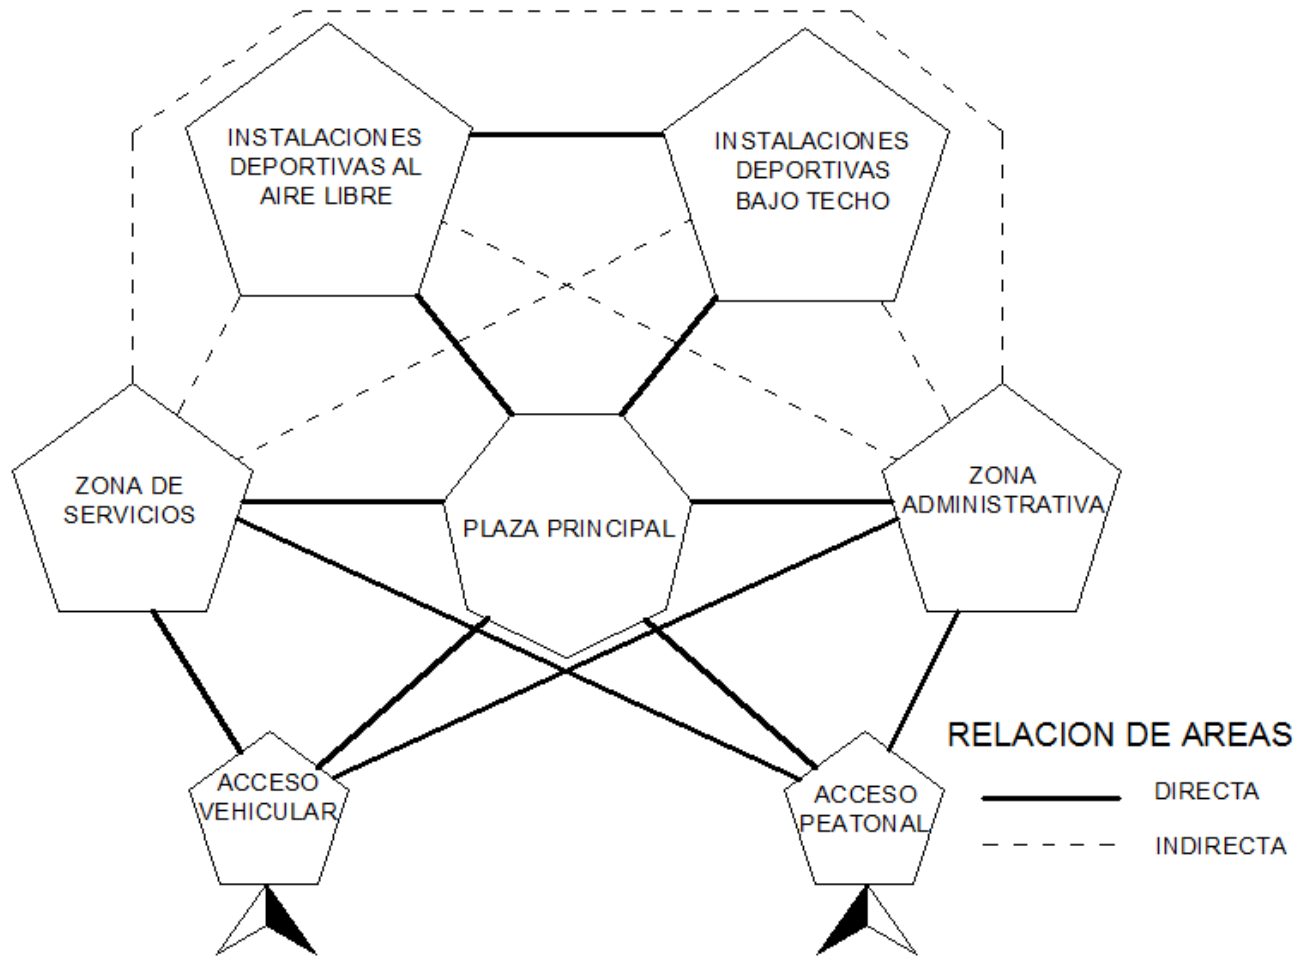 INSTALACIONES
DEPORTIVAS AL
AIRE LIBRE
INSTALACIONES
DEPORTIVAS
BAJO TECHO
ZONA DE
SERVICIOS
PLAZA PRINCIPAL
ZONA
ADMINISTRATIVA
ACCESO
VEHICULAR
ACCESO
PEATONAL
RELACION DE AREAS
DIRECTA
INDIRECTA